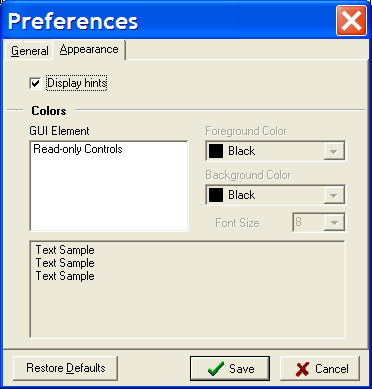 Preferences
General Appearance
Display hints
Colors
GUI Element
Read-only Controls
Foreground Color
Black
Background Color
Black
Font Size 8
Text Sample
Text Sample
Text Sample
Restore Defaults Save Cancel